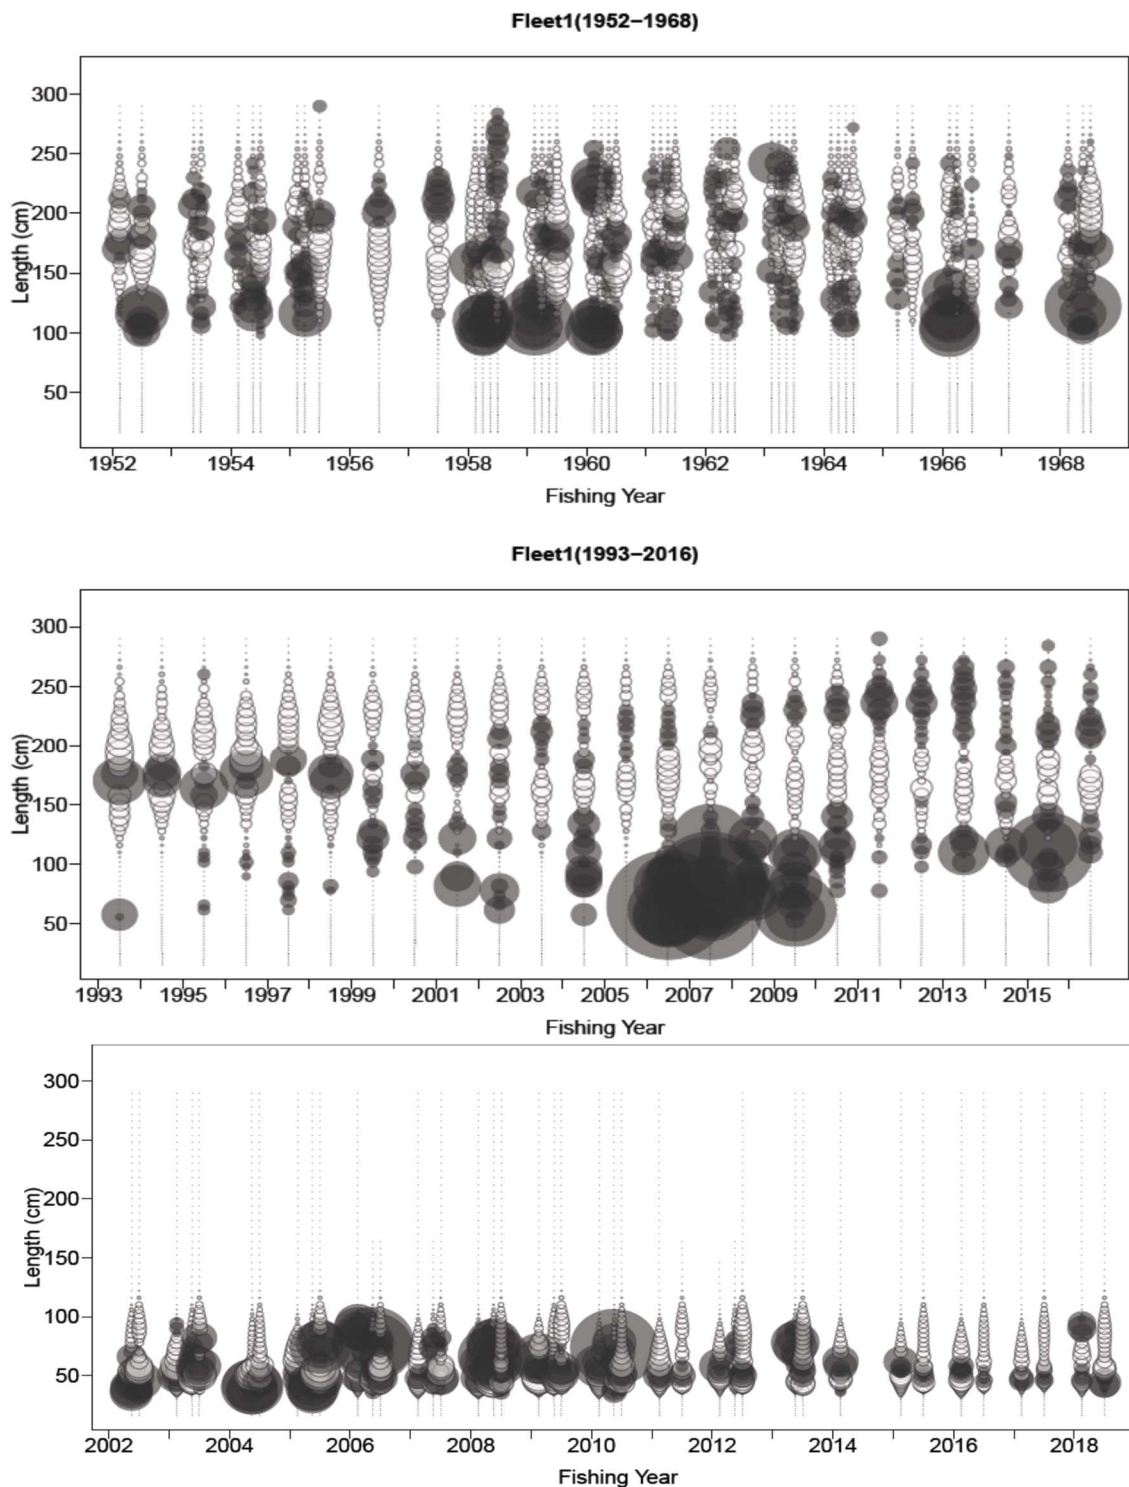 Fleet1(1952−1968)
300
250
200
150
100
50
Length (cm)
1952 1954 1956 1958 1960 1962 1964 1966 1968
Fishing Year
Fleet1(1993−2016)
300
250
200
150
100
50
Length (cm)
1993 1995 1997 1999 2001 2003 2005 2007 2009 2011 2013 2015
Fishing Year
300
250
200
150
100
50
Length (cm)
2002 2004 2006 2008 2010 2012 2014 2016 2018
Fishing Year